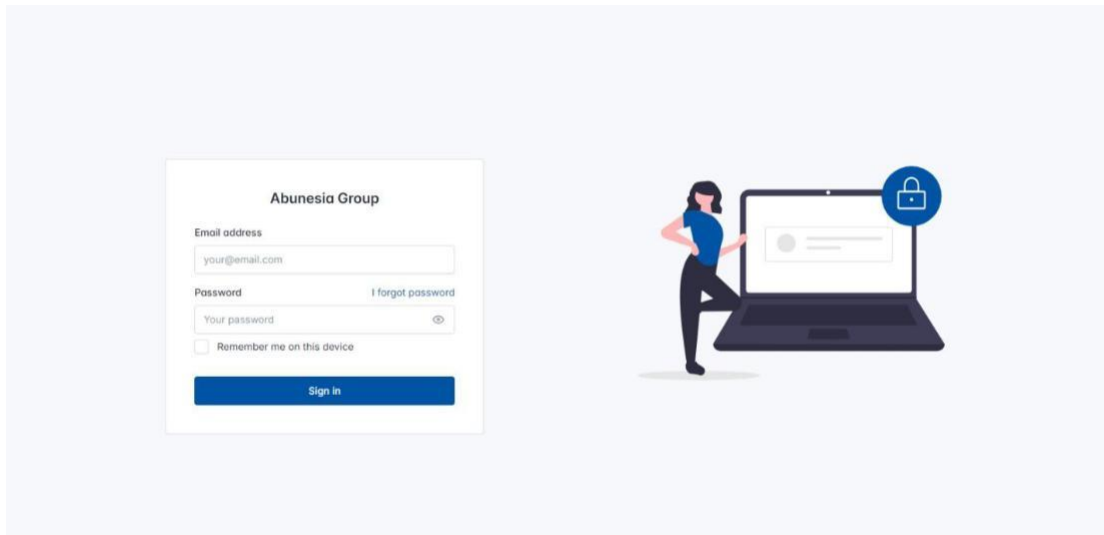 Abunesia Group
Email address
your@email.com
Password I forgot password
Your password
Remember me on this device
Sign in